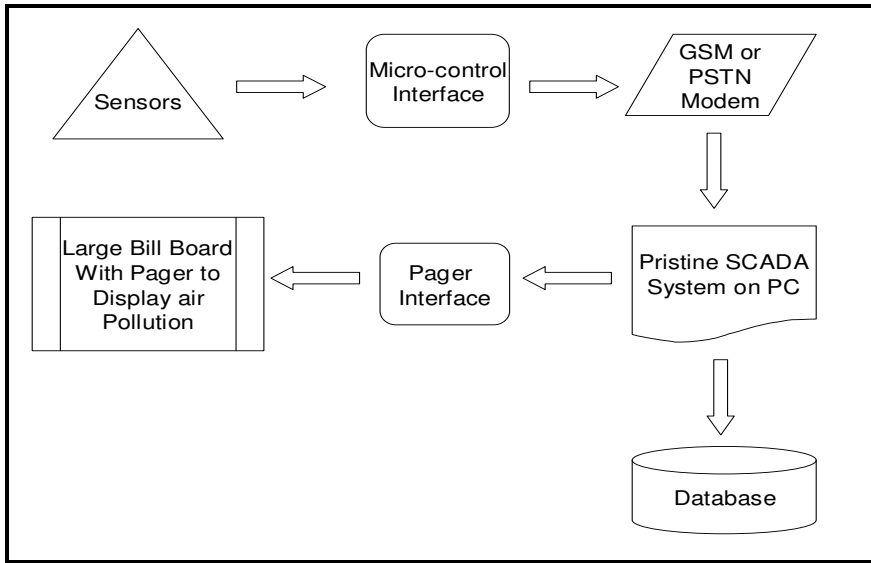 Sensors
Micro-control
Interface
GSM or
PSTN
Modem
Large Bill Board
With Pager to
Display air
Pollution
Pager
Interface
Pristine SCADA
System on PC
Database